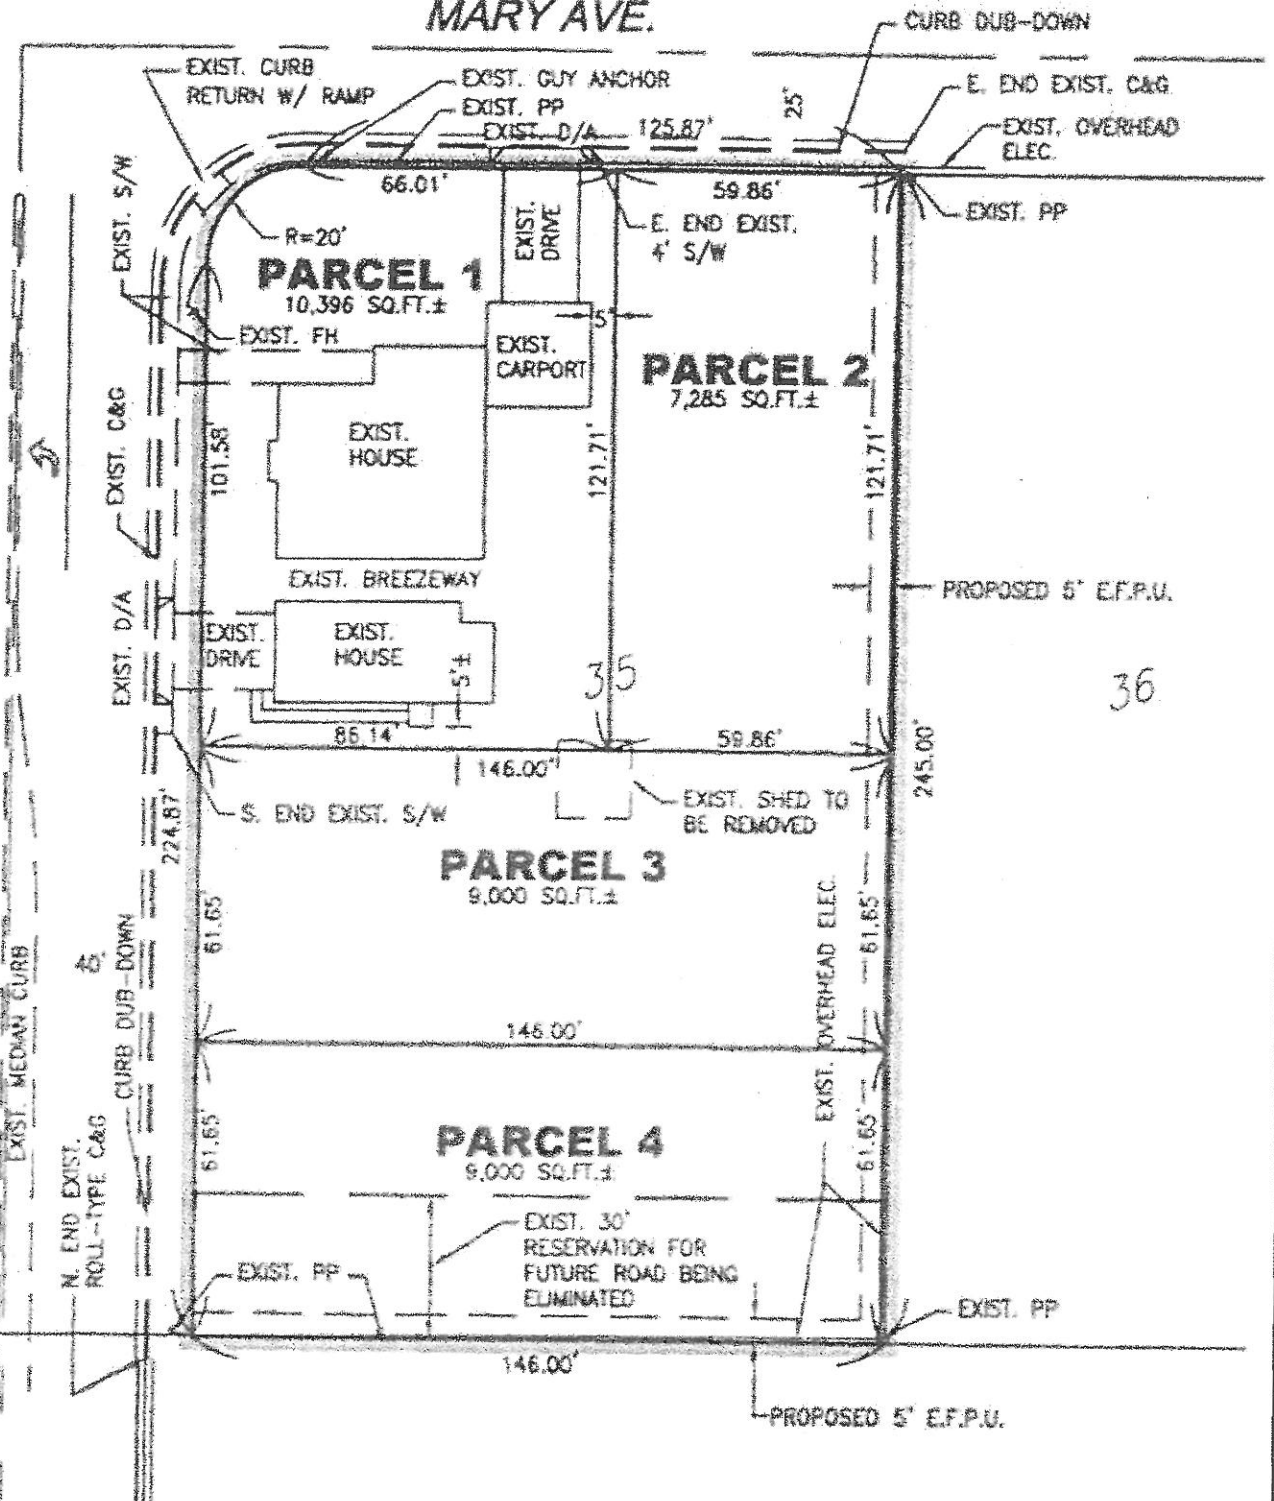 MARY AVE.
CURB DUB-DOWN
EXIST. CURB
RETURN W/ RAMP
EXIST. GUY ANCHOR
EXIST. PP
EXIST. D/A
125.87'
25'
E. END EXIST. C&G
EXIST. OVERHEAD
ELEC.
EXIST. S/W
66.01'
59.86'
EXIST. PP
R=20'
EXIST.
DRIVE
E. END EXIST.
4' S/W
PARCEL 1
10,396 SQ.FT.±
EXIST. FH
EXIST.
CARPORT
5'
PARCEL 2
7,285 SQ.FT.±
EXIST. C&G
101.58'
EXIST.
HOUSE
121.71'
121.71'
EXIST. BREEZEWAY
PROPOSED 5' E.F.P.U.
EXIST. D/A
EXIST.
DRIVE
EXIST.
HOUSE
5'±
35
36
86.14'
59.86'
146.00'
245.00'
S. END EXIST. S/W
EXIST. SHED TO
BE REMOVED
224.87'
PARCEL 3
9,000 SQ.FT.±
61.65'
61.65'
EXIST. OVERHEAD ELEC.
EXIST. MEDIAN CURB
CURB DUB-DOWN
146.00'
N. END EXIST.
ROLL-TYPE C&G
61.65'
61.65'
PARCEL 4
9,000 SQ.FT.±
EXIST. 30'
RESERVATION FOR
FUTURE ROAD BEING
ELIMINATED
EXIST. PP
EXIST. PP
146.00'
PROPOSED 5' E.F.P.U.